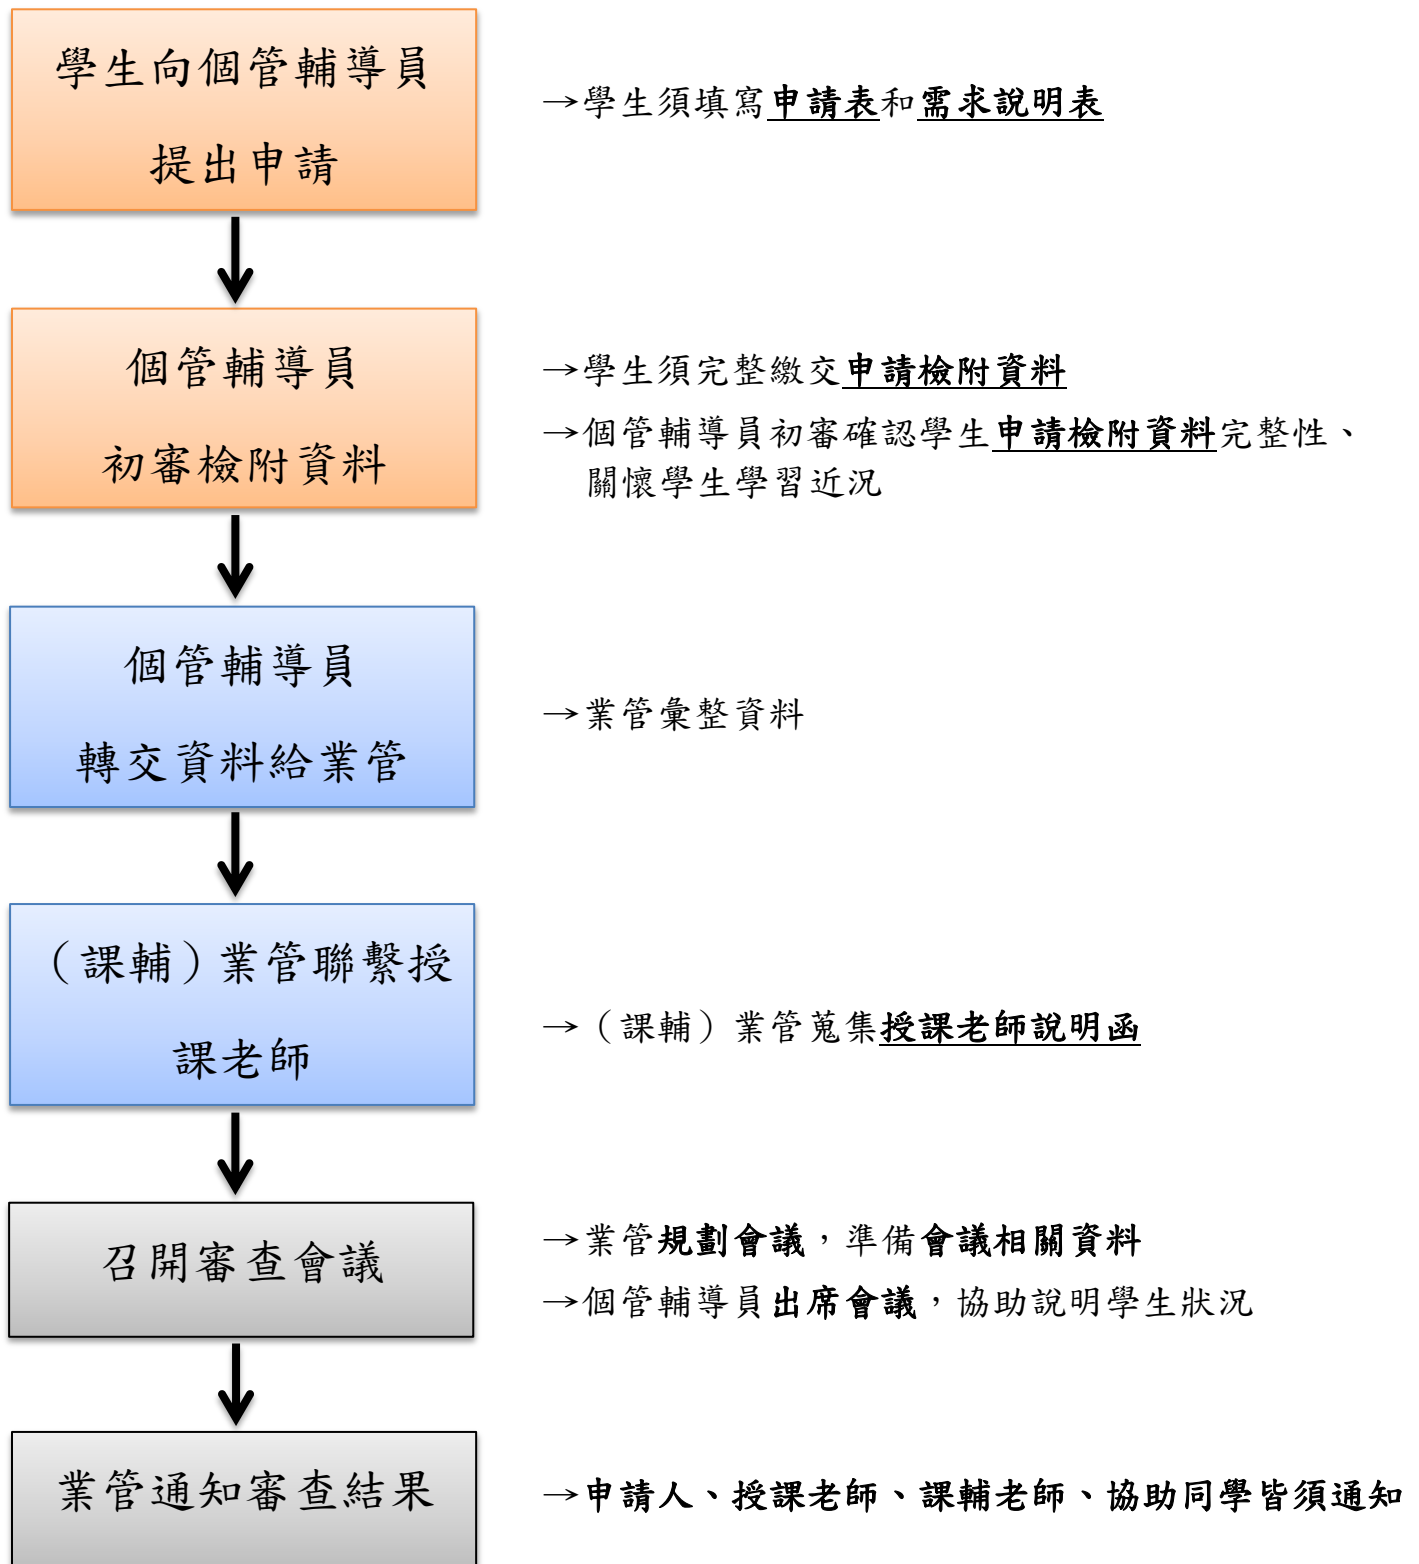 學生向個管輔導員
提出申請
→學生須填寫申請表和需求說明表
個管輔導員
初審檢附資料
→學生須完整繳交申請檢附資料
→個管輔導員初審確認學生申請檢附資料完整性、
關懷學生學習近況
個管輔導員
轉交資料給業管
→業管彙整資料
（課輔）業管聯繫授
課老師
→（課輔）業管蒐集授課老師說明函
召開審查會議
→業管規劃會議，準備會議相關資料
→個管輔導員出席會議，協助說明學生狀況
業管通知審查結果
→申請人、授課老師、課輔老師、協助同學皆須通知